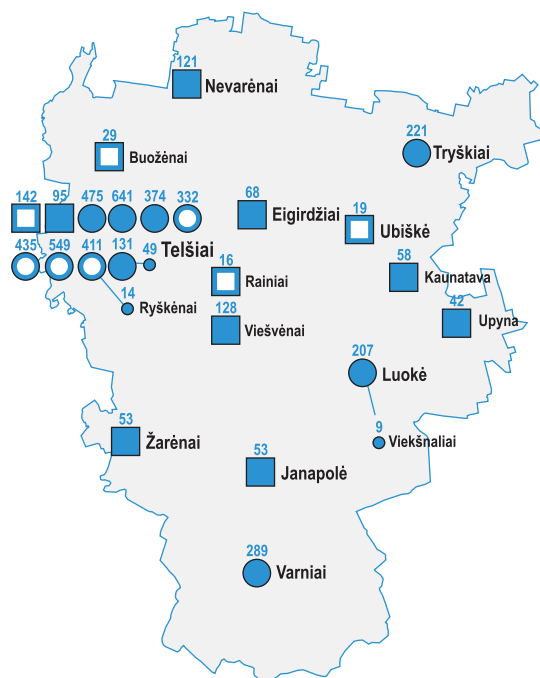 121
Nevarėnai
29
Buožėnai
221
Tryškiai
142 95 475 641 374 332
68
Eigirdžiai
19
Ubiškė
435 549 411 131 49
Telšiai
14
Ryškėnai
16
Rainiai
58
Kaunatava
128
Viešvėnai
42
Upyna
207
Luokė
53
Žarėnai
9
Viekšnaliai
53
Janapolė
289
Varniai